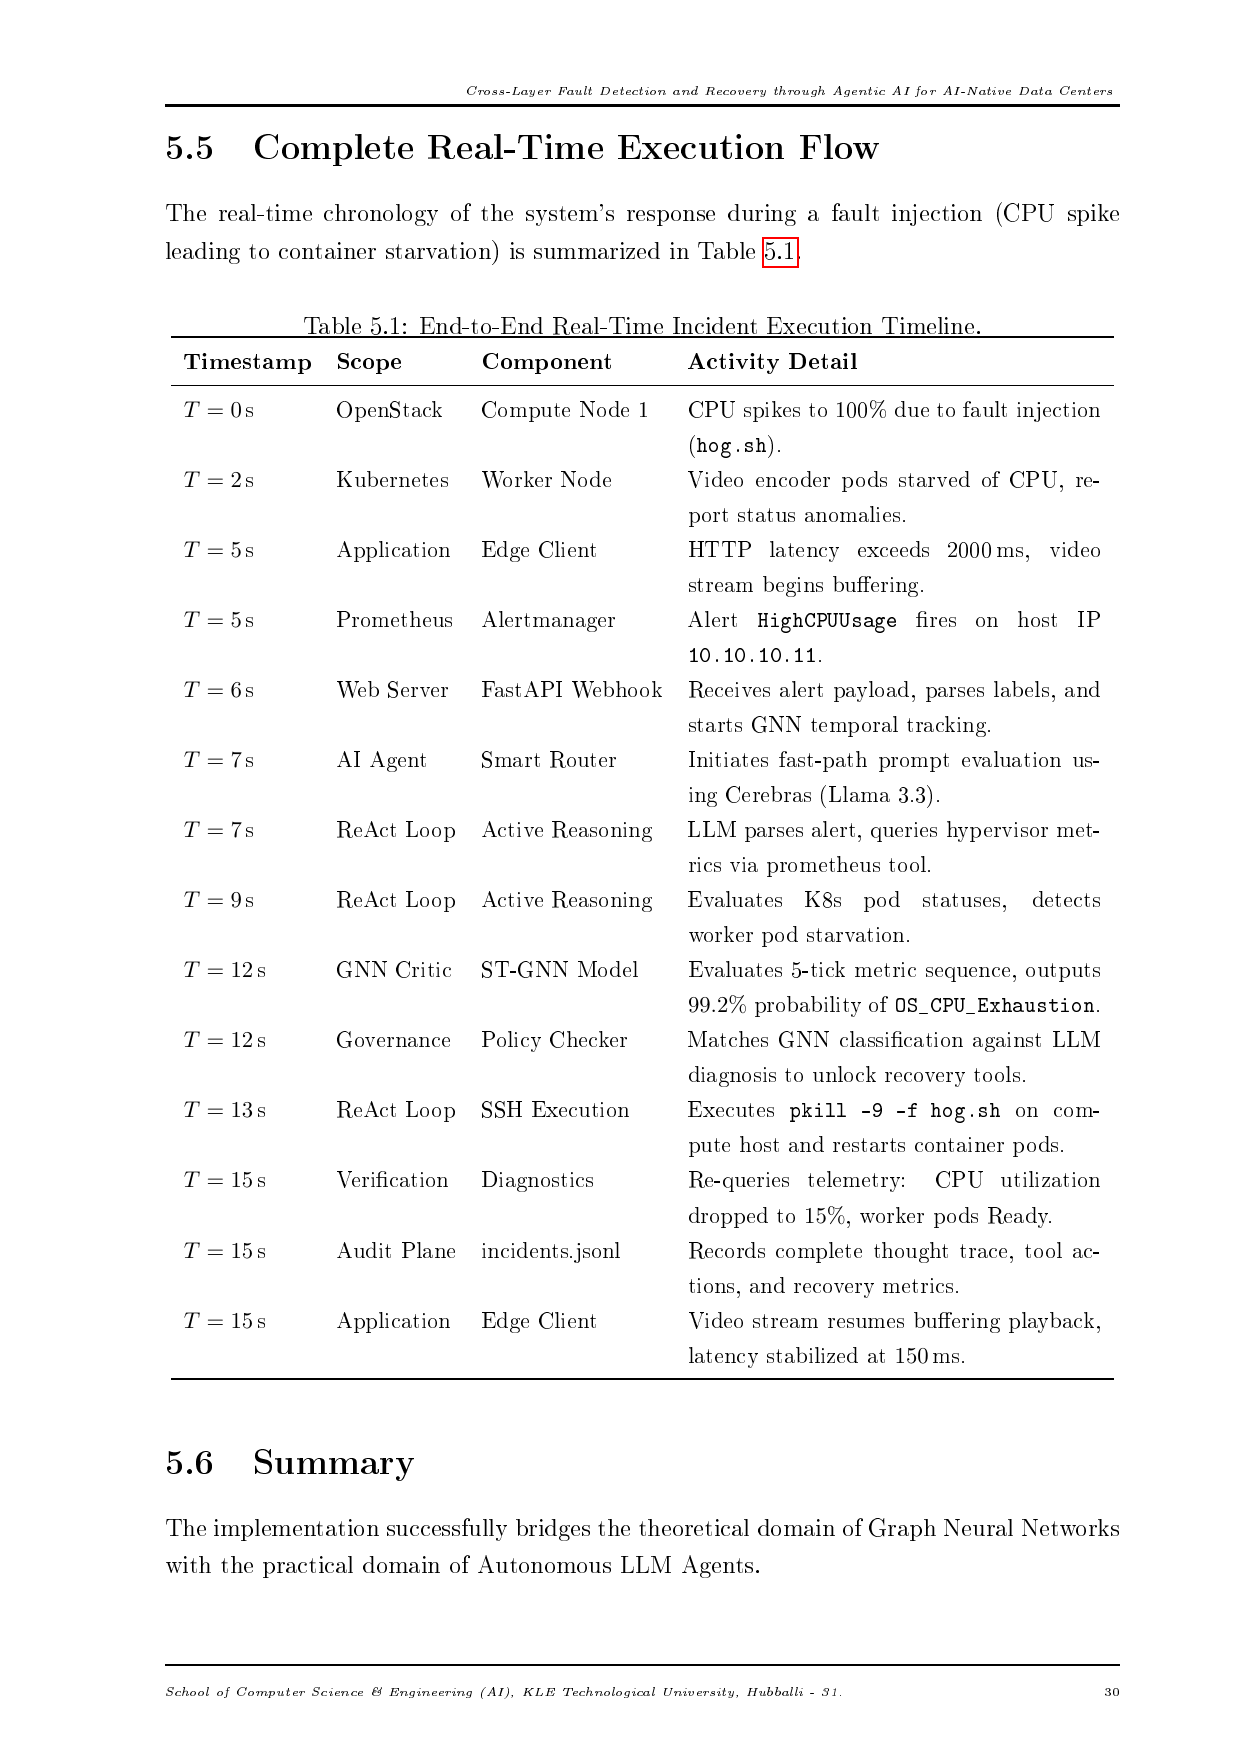 Cross-Layer Fault Detection and Recovery through Agentic AI for AI-Native Data Centers
5.5 Complete Real-Time Execution Flow
The real-time chronology of the system's response during a fault injection (CPU spike
leading to container starvation) is summarized in Table 5.1.
Table 5.1: End-to-End Real-Time Incident Execution Timeline.
Timestamp Scope Component Activity Detail
T = 0 s OpenStack Compute Node 1 CPU spikes to 100% due to fault injection
(hog.sh).
T = 2 s Kubernetes Worker Node Video encoder pods starved of CPU, re-
port status anomalies.
T = 5 s Application Edge Client HTTP latency exceeds 2000 ms, video
stream begins buffering.
T = 5 s Prometheus Alertmanager Alert HighCPUUsage fires on host IP
10.10.10.11.
T = 6 s Web Server FastAPI Webhook Receives alert payload, parses labels, and
starts GNN temporal tracking.
T = 7 s AI Agent Smart Router Initiates fast-path prompt evaluation us-
ing Cerebras (Llama 3.3).
T = 7 s ReAct Loop Active Reasoning LLM parses alert, queries hypervisor met-
rics via prometheus tool.
T = 9 s ReAct Loop Active Reasoning Evaluates K8s pod statuses, detects
worker pod starvation.
T = 12 s GNN Critic ST-GNN Model Evaluates 5-tick metric sequence, outputs
99.2% probability of OS_CPU_Exhaustion.
T = 12 s Governance Policy Checker Matches GNN classification against LLM
diagnosis to unlock recovery tools.
T = 13 s ReAct Loop SSH Execution Executes pkill -9 -f hog.sh on com-
pute host and restarts container pods.
T = 15 s Verification Diagnostics Re-queries telemetry: CPU utilization
dropped to 15%, worker pods Ready.
T = 15 s Audit Plane incidents.jsonl Records complete thought trace, tool ac-
tions, and recovery metrics.
T = 15 s Application Edge Client Video stream resumes buffering playback,
latency stabilized at 150 ms.
5.6 Summary
The implementation successfully bridges the theoretical domain of Graph Neural Networks
with the practical domain of Autonomous LLM Agents.
School of Computer Science & Engineering (AI), KLE Technological University, Hubballi - 31. 30